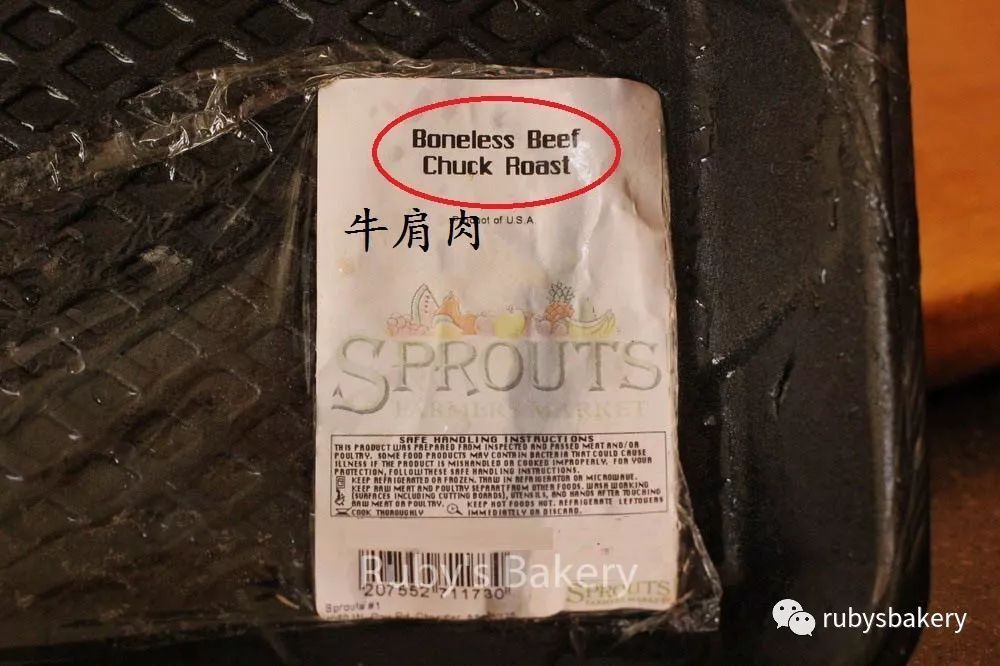 Boneless Beef
Chuck Roast
of U.S.A.
牛肩肉
SPROUTS
FARMERS MARKET
SAFE HANDLING INSTRUCTIONS
THIS PRODUCT WAS PREPARED FROM INSPECTED AND PASSED MEAT AND/OR
POULTRY. SOME FOOD PRODUCTS MAY CONTAIN BACTERIA THAT COULD CAUSE
ILLNESS IF THE PRODUCT IS MISHANDLED OR COOKED IMPROPERLY. FOR YOUR
PROTECTION, FOLLOW THESE SAFE HANDLING INSTRUCTIONS.
KEEP REFRIGERATED OR FROZEN. THAW IN REFRIGERATOR OR MICROWAVE.
KEEP RAW MEAT AND POULTRY SEPARAT FROM OTHER FOODS. WASH WORKING
(SURFACES INCLUDING CUTTING BOARDS), UTENSILS, AND HANDS AFTER TOUCHING
RAW MEAT OR POULTRY. KEEP HOT FOODS HOT. REFRIGERATE LEFTOVERS
COOK THOROUGHLY IMMEDIATELY OR DISCARD.
Ruby's Bakery
207552 711730
SPROUTS
FARMERS MARKET
Sprouts #1
rubysbakery